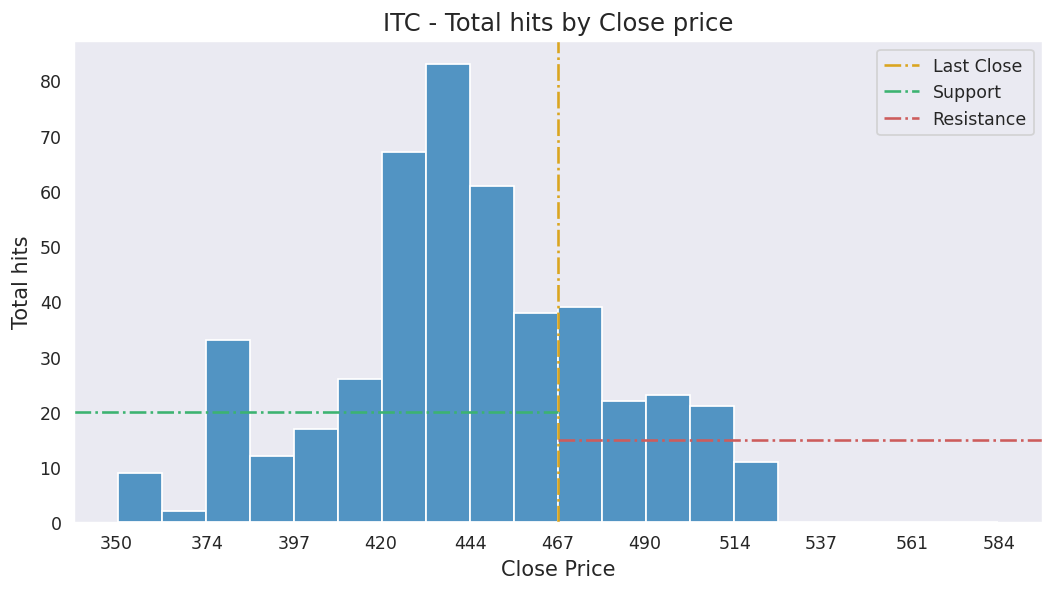 ITC - Total hits by Close price
Last Close
Support
Resistance
Total hits
80
70
60
50
40
30
20
10
0
350 374 397 420 444 467 490 514 537 561 584
Close Price